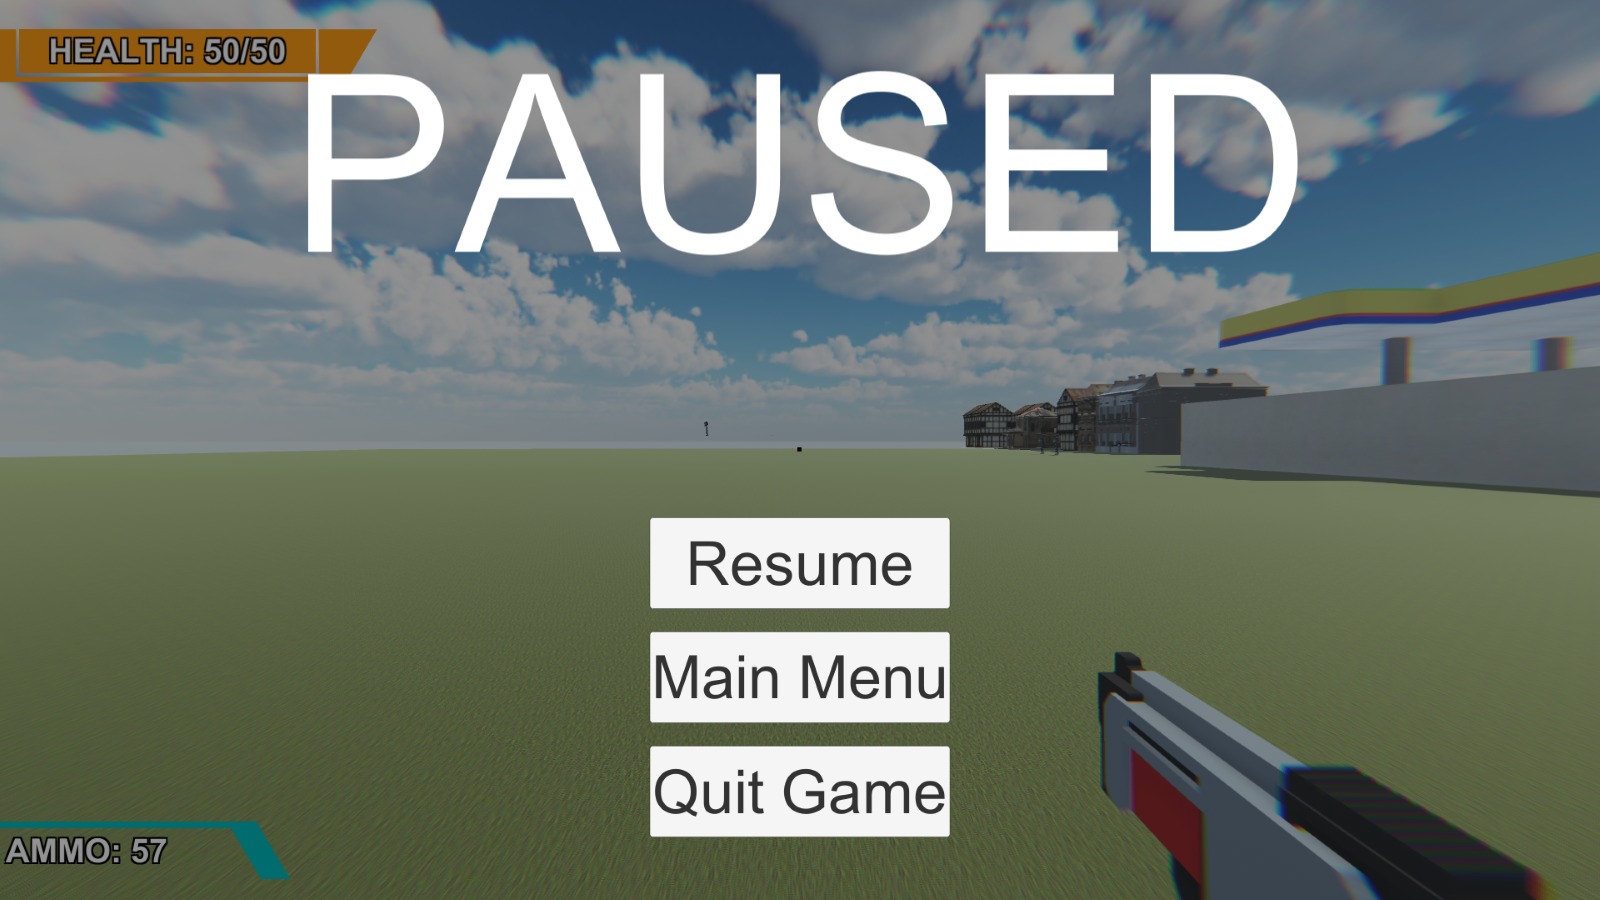 HEALTH: 50/50
PAUSED
Resume
Main Menu
Quit Game
AMMO: 57